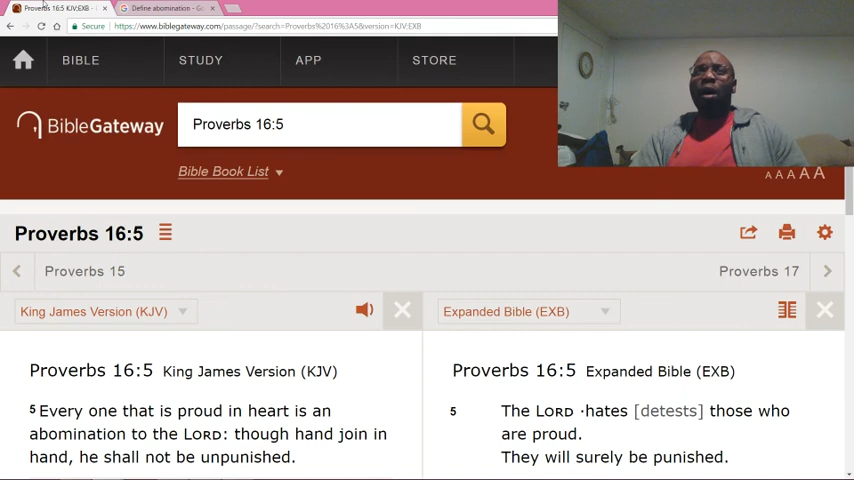 Proverbs 16:5 KJV;EXB -
Define abomination - Go
Secure https://www.biblegateway.com/passage/?search=Proverbs%2016%3A5&version=KJV;EXB
BIBLE STUDY APP STORE
BibleGateway
Proverbs 16:5
Bible Book List
A A A A A
Proverbs 16:5
Proverbs 15
Proverbs 17
King James Version (KJV)
Expanded Bible (EXB)
Proverbs 16:5 King James Version (KJV)
5 Every one that is proud in heart is an
abomination to the LORD: though hand join in
hand, he shall not be unpunished.
Proverbs 16:5 Expanded Bible (EXB)
5 The LORD ·hates [detests] those who
are proud.
They will surely be punished.